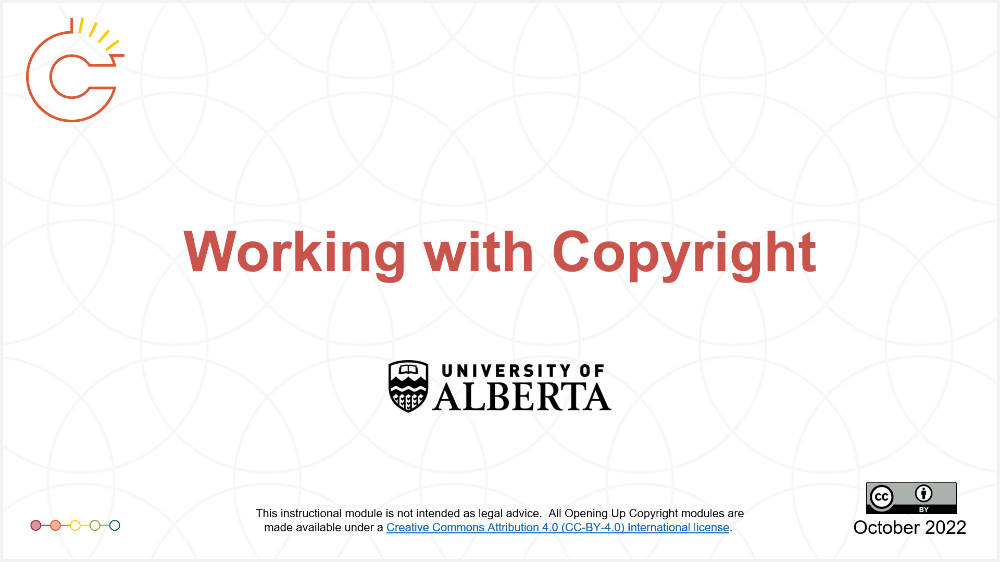 Working with Copyright
UNIVERSITY OF
ALBERTA
This instructional module is not intended as legal advice.  All Opening Up Copyright modules are
made available under a Creative Commons Attribution 4.0 (CC-BY-4.0) International license.
cc
BY
October 2022